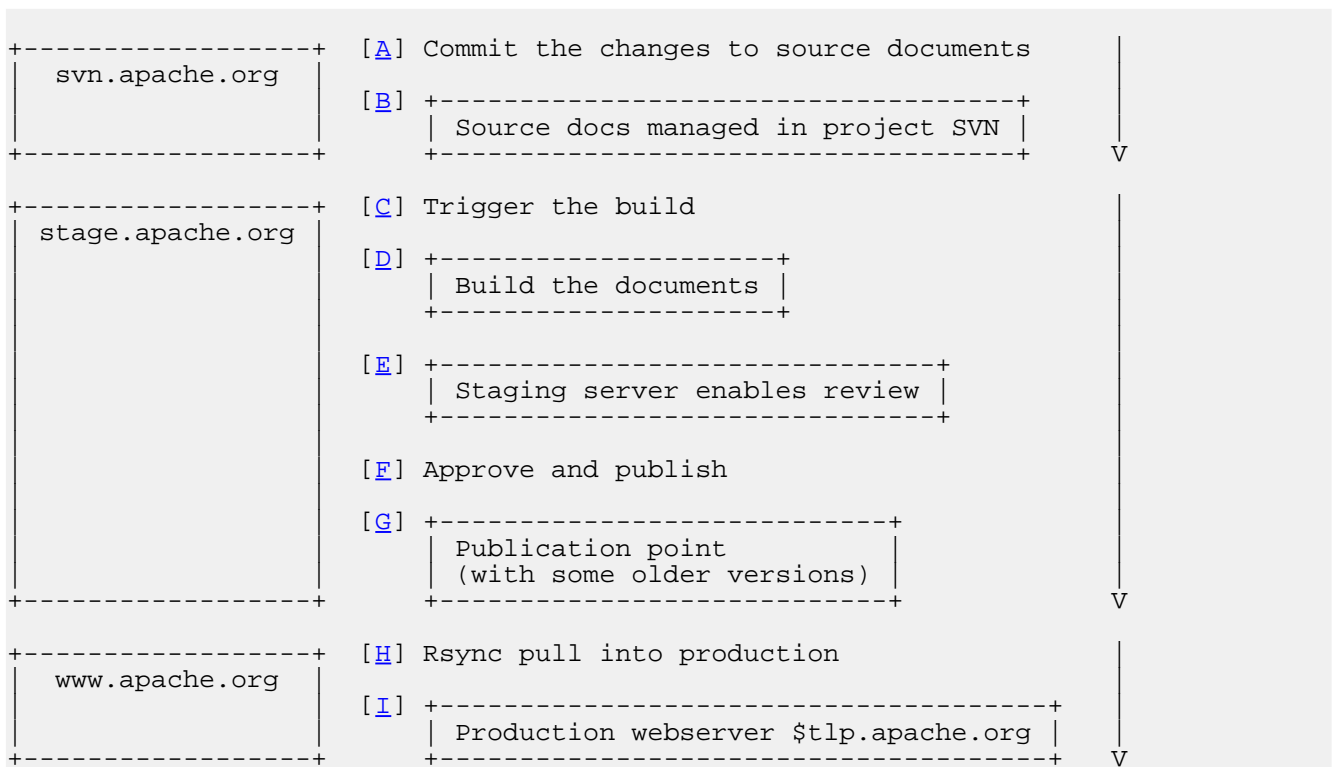 [A] Commit the changes to source documents
svn.apache.org
[B]
Source docs managed in project SVN
V
[C] Trigger the build
stage.apache.org
[D]
Build the documents
[E]
Staging server enables review
[F] Approve and publish
[G]
Publication point
(with some older versions)
V
[H] Rsync pull into production
www.apache.org
[I]
Production webserver $tlp.apache.org
V